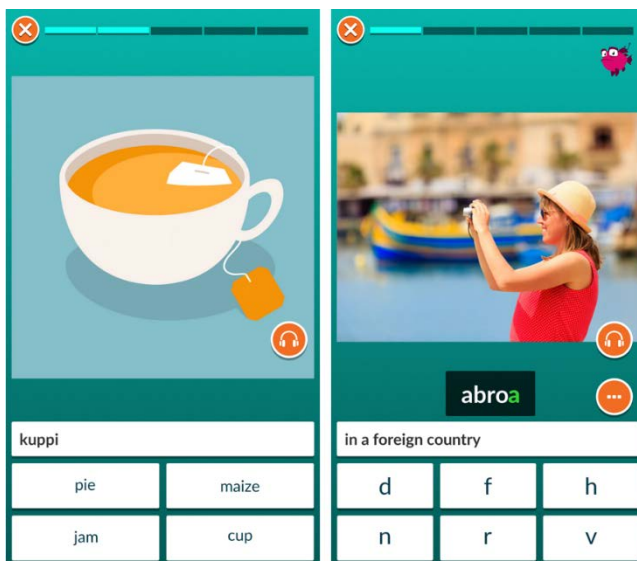 kuppi
pie
maize
jam
cup
abroa
in a foreign country
d
f
h
n
r
v